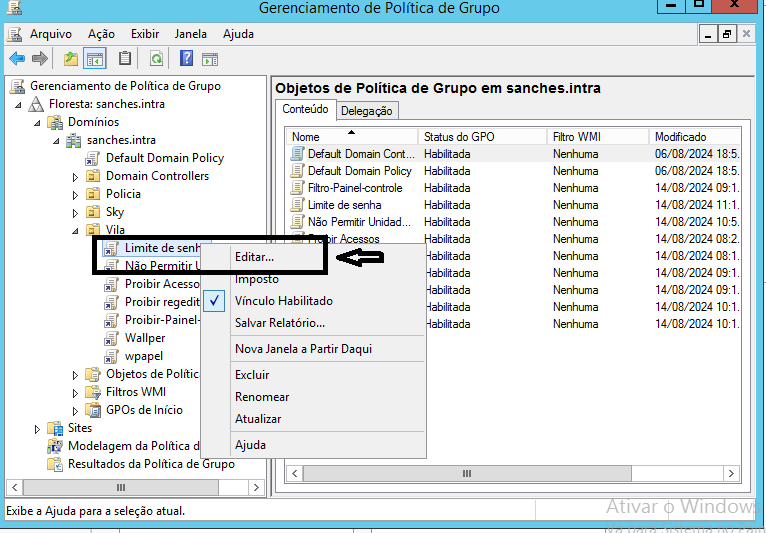 Gerenciamento de Política de Grupo
Arquivo Ação Exibir Janela Ajuda
Gerenciamento de Política de Grupo
Floresta: sanches.intra
Domínios
sanches.intra
Default Domain Policy
Domain Controllers
Policia
Sky
Vila
Limite de senh
Não Permitir U
Proibir Acesso
Proibir regedit
Proibir-Painel-
Wallper
wpapel
Objetos de Polític
Filtros WMI
GPOs de Início
Sites
Modelagem da Política d
Resultados da Política de Grupo
Editar...
Imposto
Vínculo Habilitado
Salvar Relatório...
Nova Janela a Partir Daqui
Excluir
Renomear
Atualizar
Ajuda
Objetos de Política de Grupo em sanches.intra
Conteúdo Delegação
Nome Status do GPO Filtro WMI Modificado
Default Domain Cont... Habilitada Nenhuma 06/08/2024 18:5.
Default Domain Policy Habilitada Nenhuma 06/08/2024 18:5.
Filtro-Painel-controle Habilitada Nenhuma 14/08/2024 09:1.
Limite de senha Habilitada Nenhuma 14/08/2024 11:1.
Não Permitir Unidad... Habilitada Nenhuma 14/08/2024 10:5.
Proibir Acessos Habilitada Nenhuma 14/08/2024 08:2.
Habilitada Nenhuma 14/08/2024 08:1.
Habilitada Nenhuma 14/08/2024 09:1.
Habilitada Nenhuma 14/08/2024 09:1.
Habilitada Nenhuma 14/08/2024 10:1.
Habilitada Nenhuma 14/08/2024 10:1.
Exibe a Ajuda para a seleção atual.
Ativar o Windows